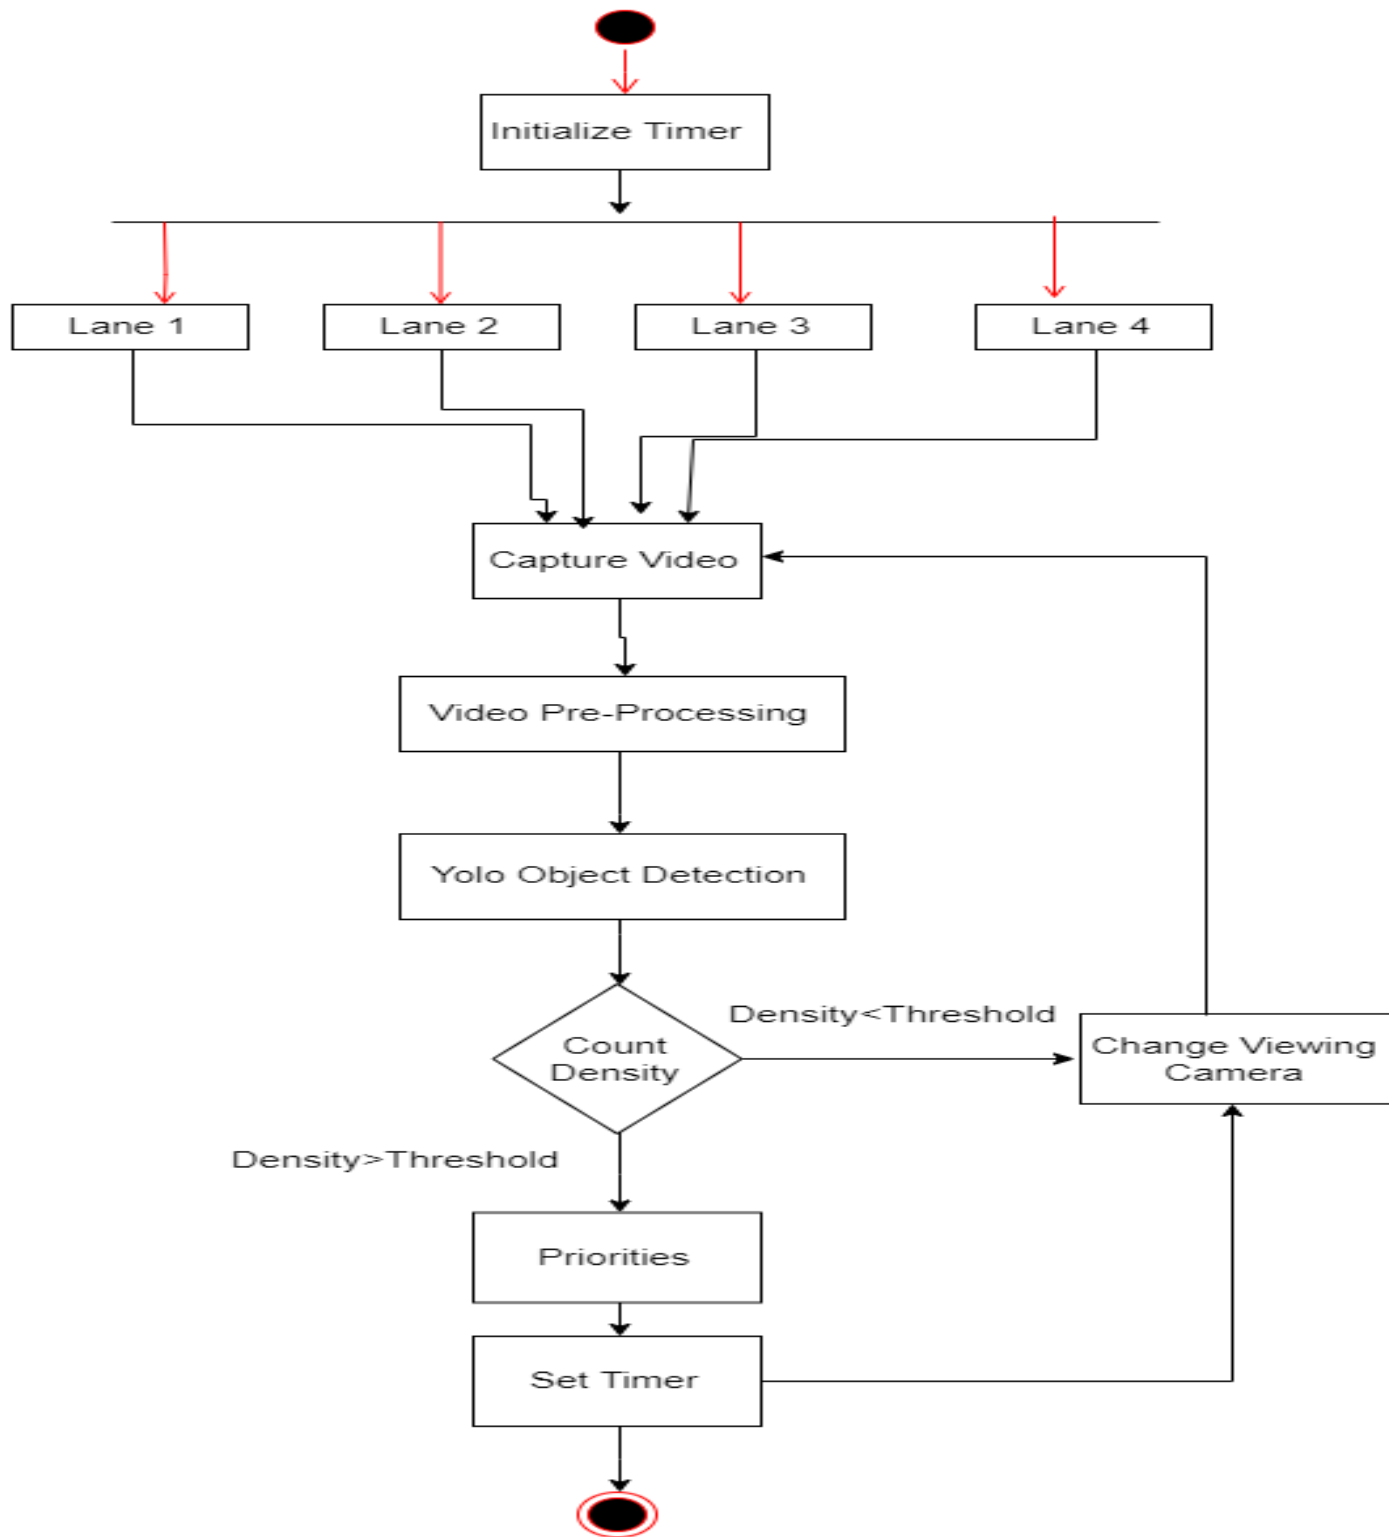 Initialize Timer
Lane 1
Lane 2
Lane 3
Lane 4
Capture Video
Video Pre-Processing
Yolo Object Detection
Count
Density
Density<Threshold
Change Viewing
Camera
Density>Threshold
Priorities
Set Timer